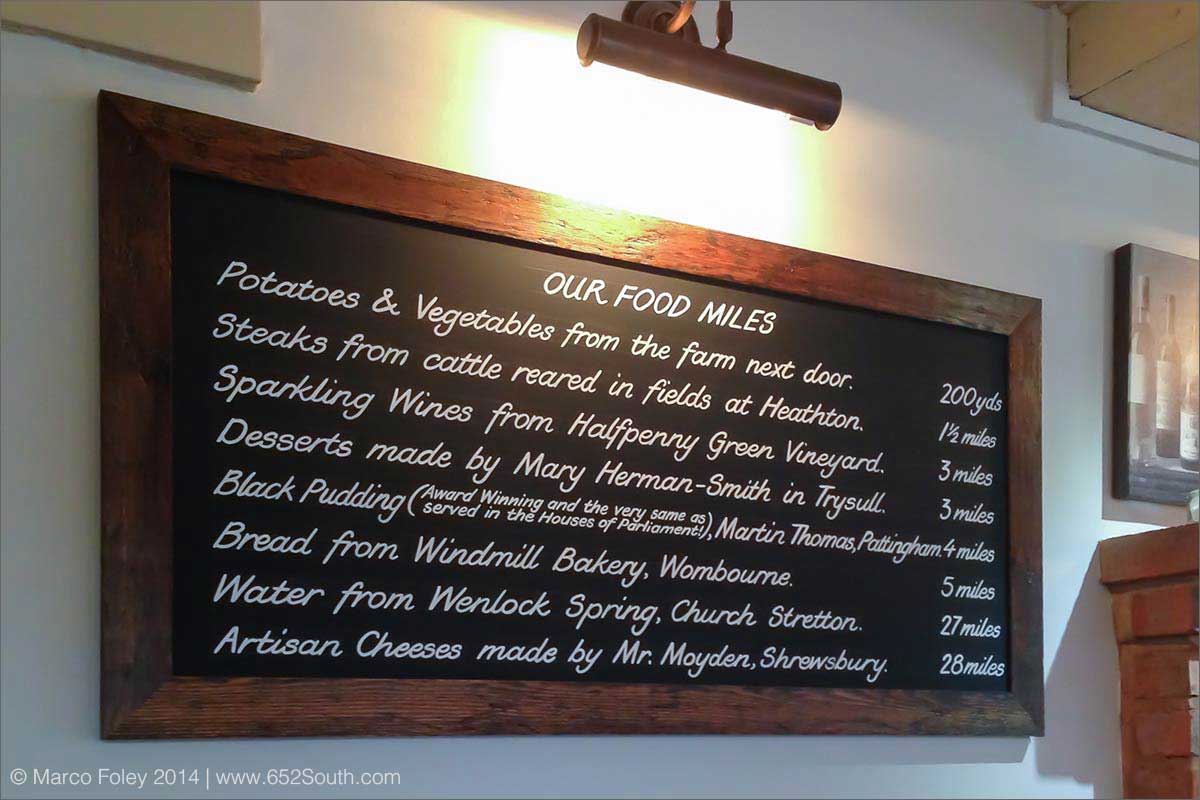 OUR FOOD MILES
Potatoes & Vegetables from the farm next door. 200yds
Steaks from cattle reared in fields at Heathton. 1½ miles
Sparkling Wines from Halfpenny Green Vineyard. 3 miles
Desserts made by Mary Herman-Smith in Trysull. 3 miles
Black Pudding (Award Winning and the very same as served in the Houses of Parliament!), Martin Thomas, Pattingham. 4 miles
Bread from Windmill Bakery, Wombourne. 5 miles
Water from Wenlock Spring, Church Stretton. 27 miles
Artisan Cheeses made by Mr. Moyden, Shrewsbury. 28 miles
© Marco Foley 2014 | www.652South.com